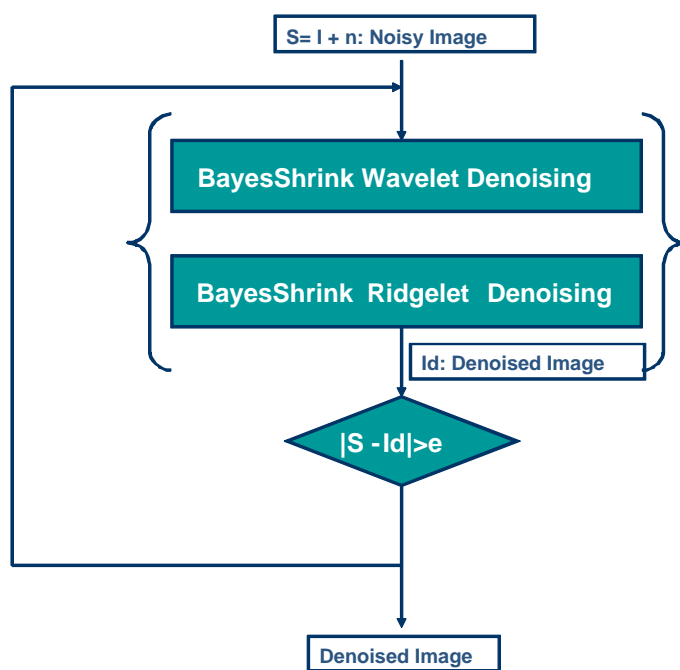 S= I + n: Noisy Image
BayesShrink Wavelet Denoising
BayesShrink Ridgelet Denoising
Id: Denoised Image
|S -Id|>e
Denoised Image